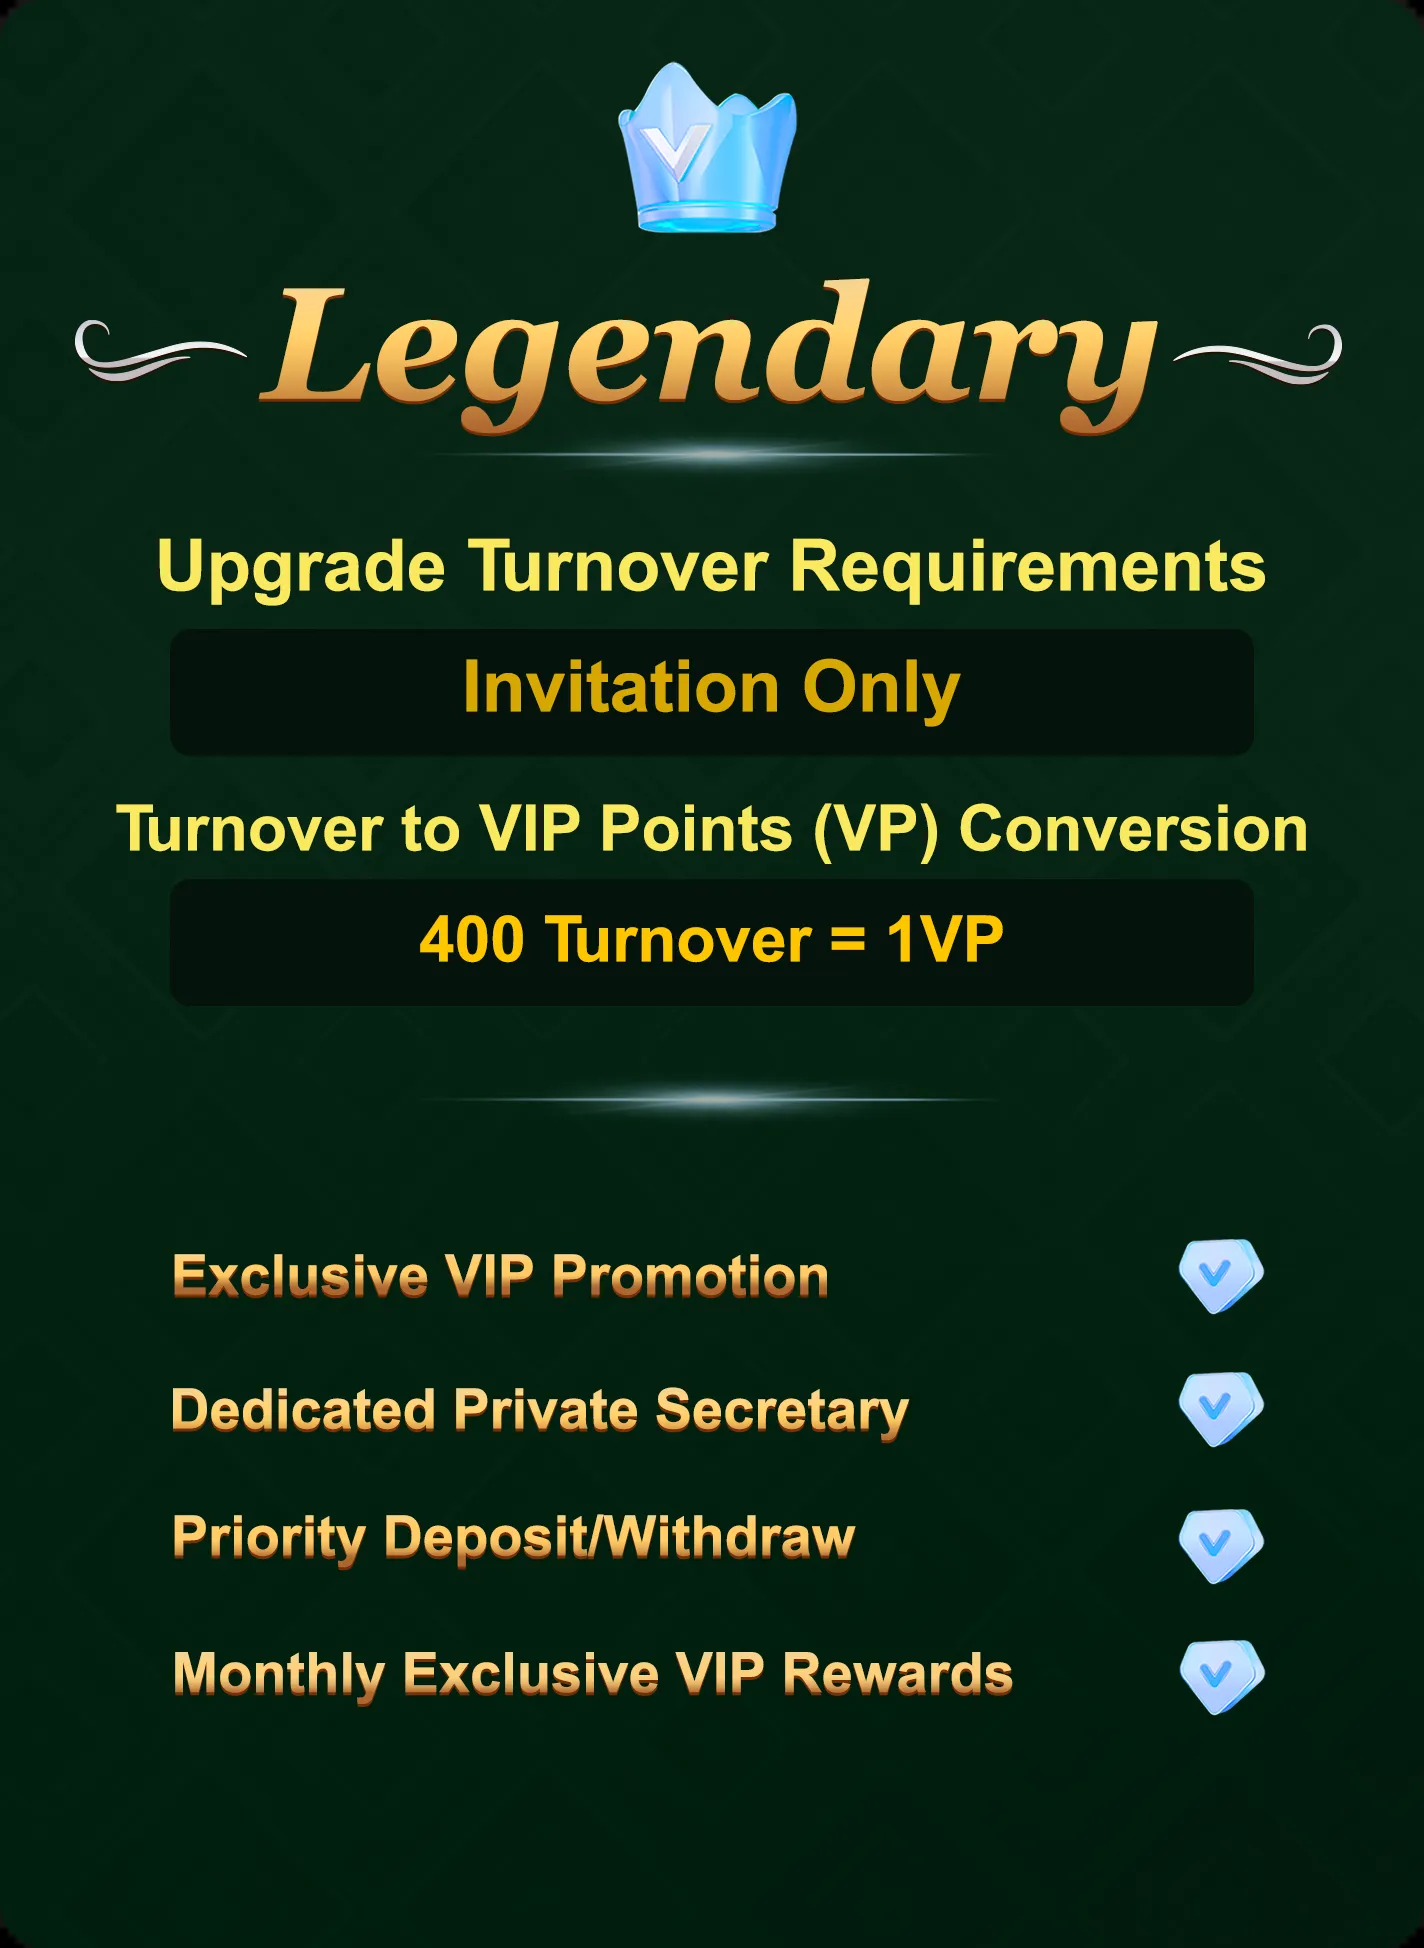 Legendary
Upgrade Turnover Requirements
Invitation Only
Turnover to VIP Points (VP) Conversion
400 Turnover = 1VP
Exclusive VIP Promotion
Dedicated Private Secretary
Priority Deposit/Withdraw
Monthly Exclusive VIP Rewards